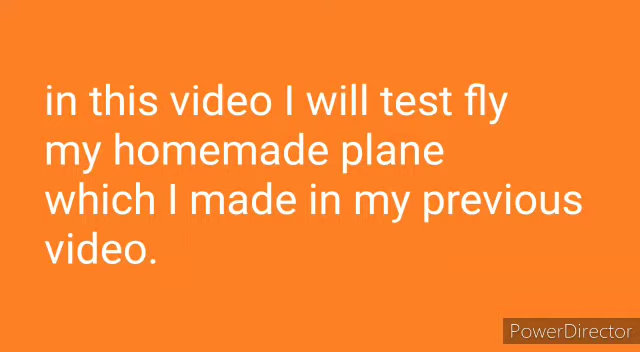 in this video I will test fly
my homemade plane
which I made in my previous
video.
PowerDirector